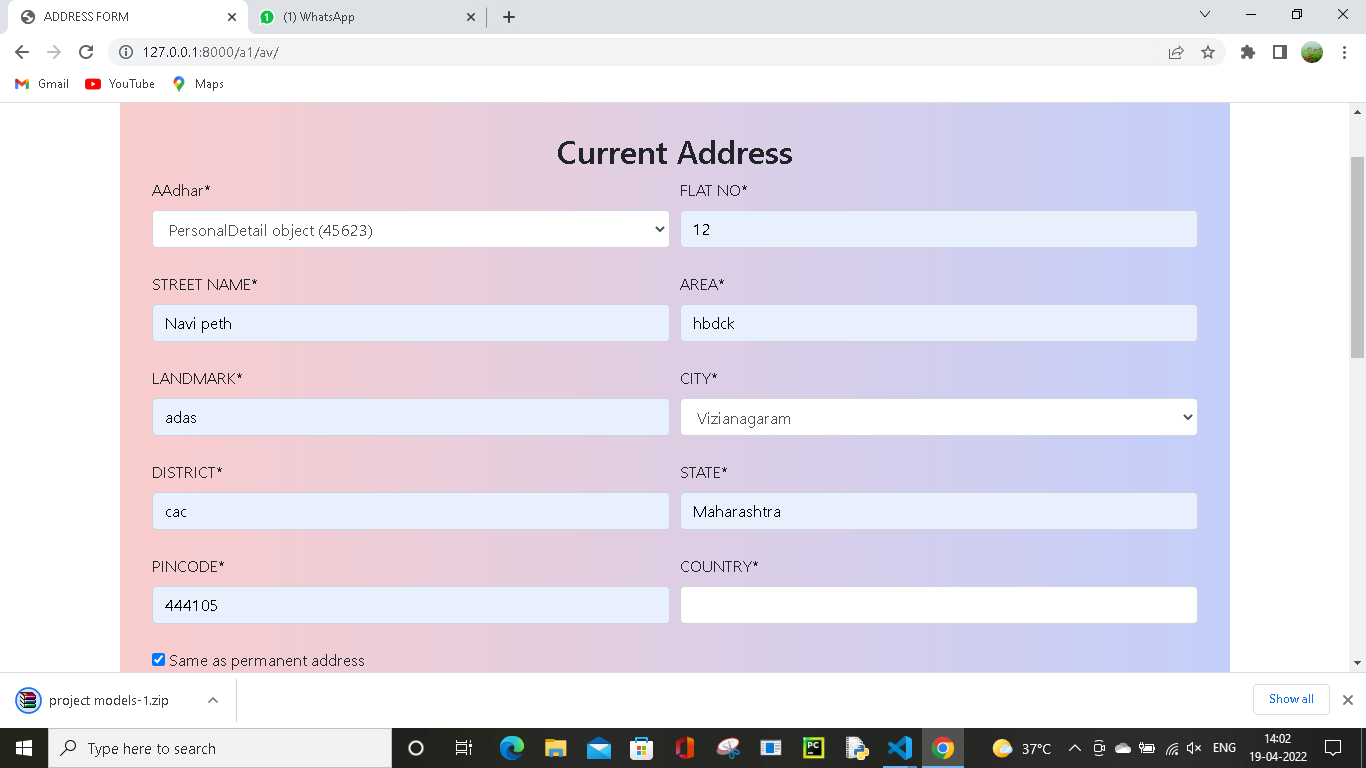 ADDRESS FORM
(1) WhatsApp
127.0.0.1:8000/a1/av/
Gmail YouTube Maps
Current Address
AAdhar* FLAT NO*
PersonalDetail object (45623) 12
STREET NAME* AREA*
Navi peth hbdck
LANDMARK* CITY*
adas Vizianagaram
DISTRICT* STATE*
cac Maharashtra
PINCODE* COUNTRY*
444105
Same as permanent address
project models-1.zip Show all
Type here to search
PC
37°C
ENG
14:02
19-04-2022